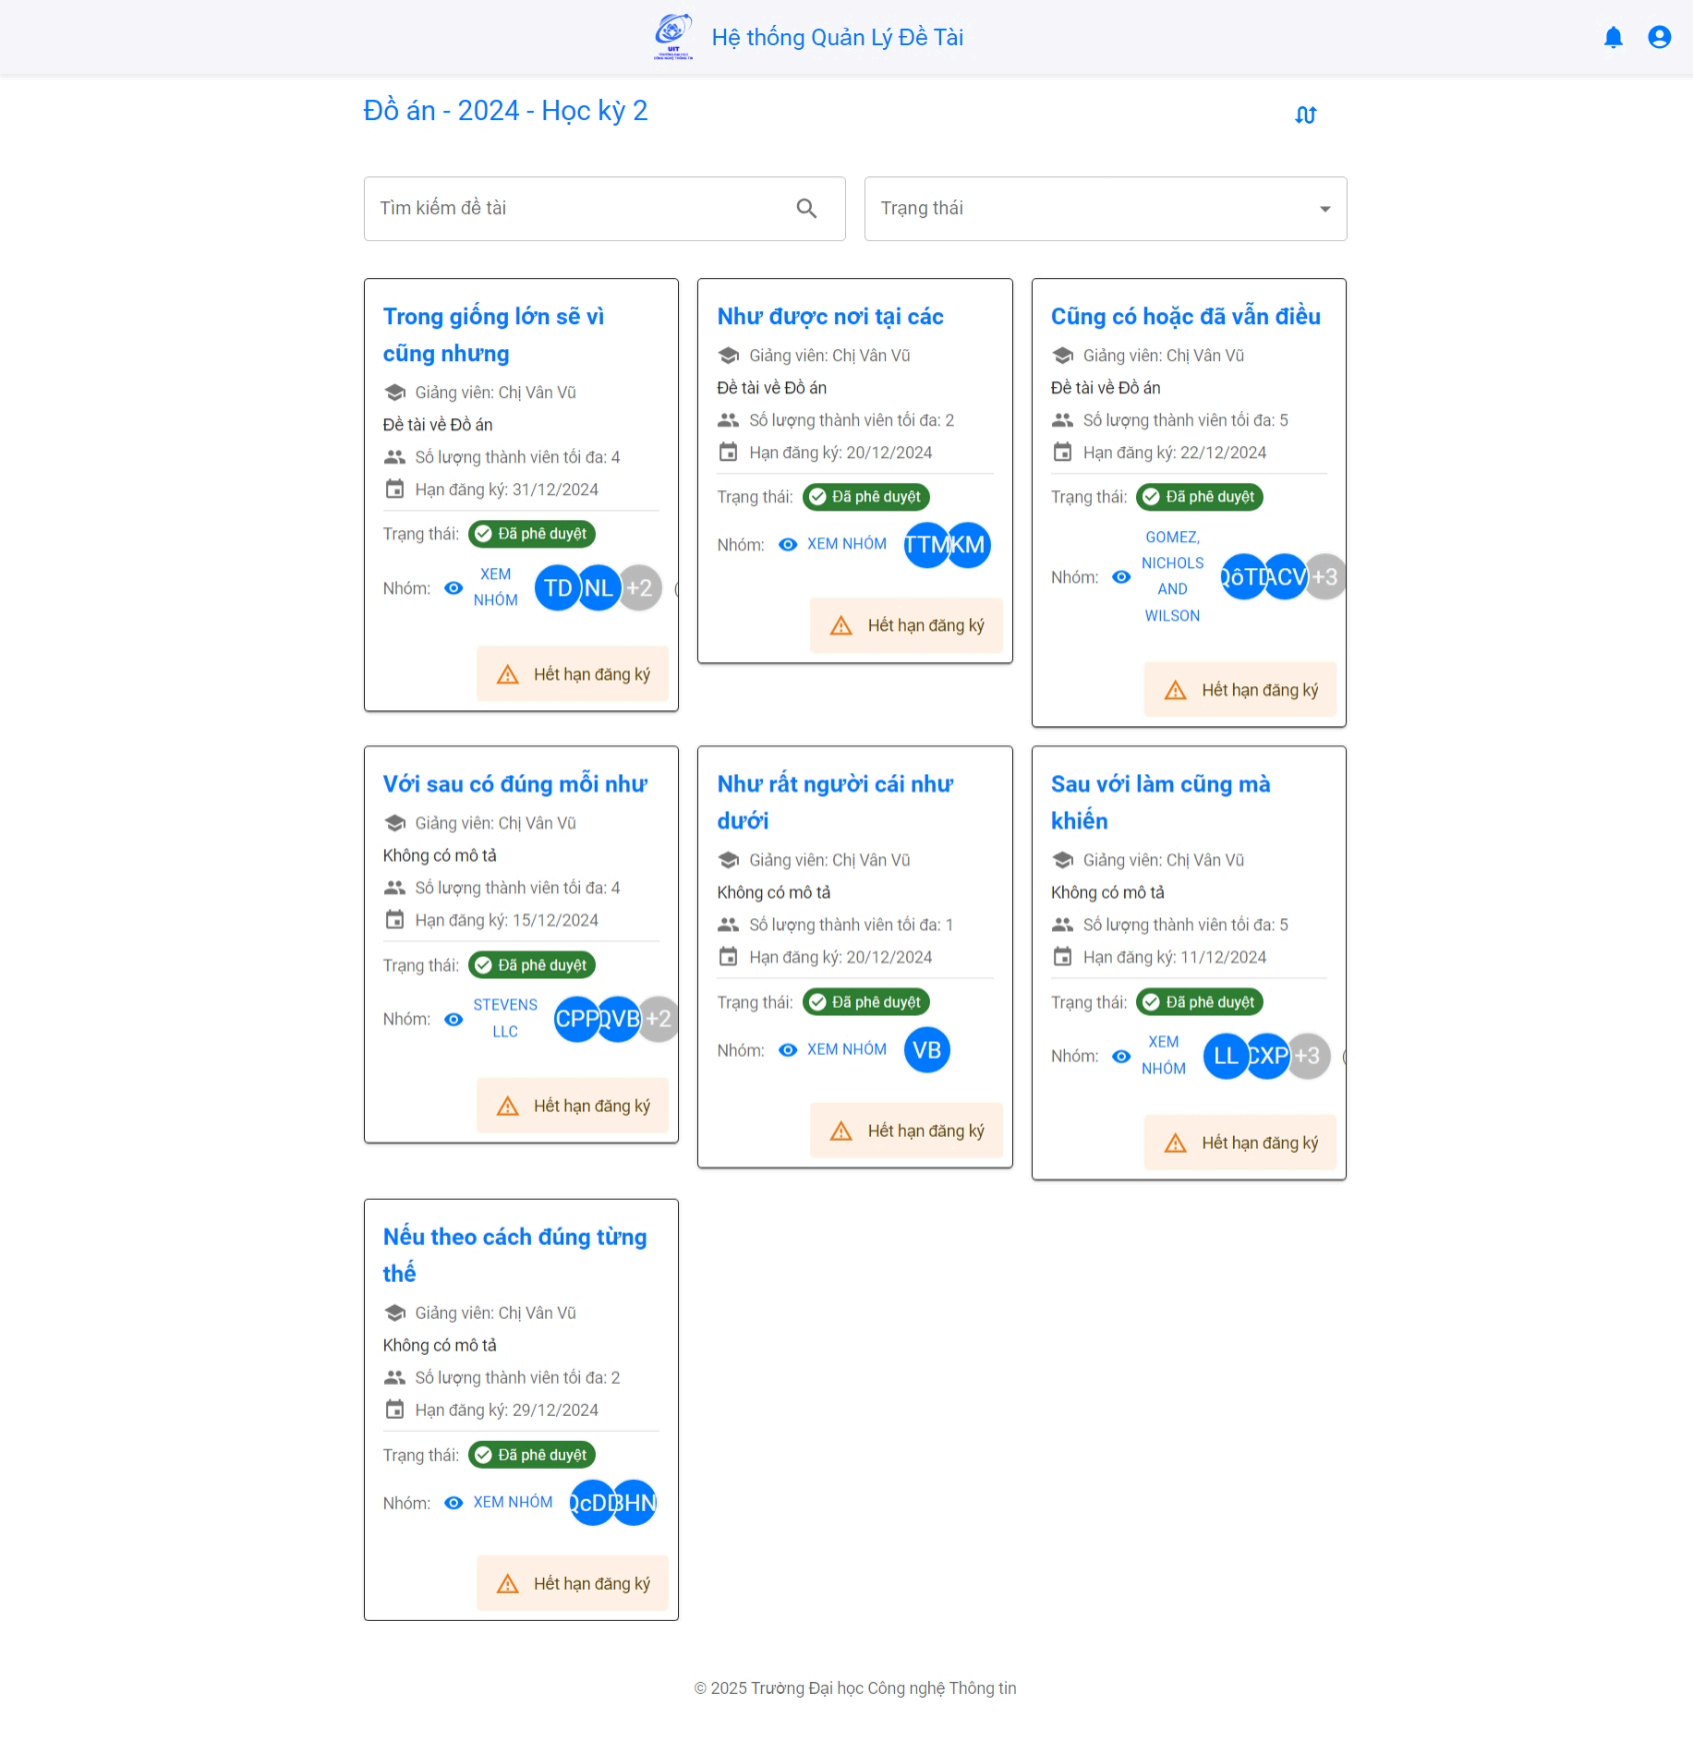 UIT
TRƯỜNG ĐẠI HỌC
CÔNG NGHỆ THÔNG TIN
Hệ thống Quản Lý Đề Tài
Đồ án - 2024 - Học kỳ 2
Tìm kiếm đề tài
Trạng thái
Trong giống lớn sẽ vì
cũng nhưng
Giảng viên: Chị Vân Vũ
Đề tài về Đồ án
Số lượng thành viên tối đa: 4
Hạn đăng ký: 31/12/2024
Trạng thái: Đã phê duyệt
Nhóm: XEM
NHÓM
TD NL +2
Hết hạn đăng ký
Như được nơi tại các
Giảng viên: Chị Vân Vũ
Đề tài về Đồ án
Số lượng thành viên tối đa: 2
Hạn đăng ký: 20/12/2024
Trạng thái: Đã phê duyệt
Nhóm: XEM NHÓM TTM KM
Hết hạn đăng ký
Cũng có hoặc đã vẫn điều
Giảng viên: Chị Vân Vũ
Đề tài về Đồ án
Số lượng thành viên tối đa: 5
Hạn đăng ký: 22/12/2024
Trạng thái: Đã phê duyệt
Nhóm: GOMEZ,
NICHOLS
AND
WILSON
QôTD ACV +3
Hết hạn đăng ký
Với sau có đúng mỗi như
Giảng viên: Chị Vân Vũ
Không có mô tả
Số lượng thành viên tối đa: 4
Hạn đăng ký: 15/12/2024
Trạng thái: Đã phê duyệt
Nhóm: STEVENS
LLC
CPP QVB +2
Hết hạn đăng ký
Như rất người cái như
dưới
Giảng viên: Chị Vân Vũ
Không có mô tả
Số lượng thành viên tối đa: 1
Hạn đăng ký: 20/12/2024
Trạng thái: Đã phê duyệt
Nhóm: XEM NHÓM VB
Hết hạn đăng ký
Sau với làm cũng mà
khiến
Giảng viên: Chị Vân Vũ
Không có mô tả
Số lượng thành viên tối đa: 5
Hạn đăng ký: 11/12/2024
Trạng thái: Đã phê duyệt
Nhóm: XEM
NHÓM
LL CXP +3
Hết hạn đăng ký
Nếu theo cách đúng từng
thế
Giảng viên: Chị Vân Vũ
Không có mô tả
Số lượng thành viên tối đa: 2
Hạn đăng ký: 29/12/2024
Trạng thái: Đã phê duyệt
Nhóm: XEM NHÓM QcDD BHN
Hết hạn đăng ký
© 2025 Trường Đại học Công nghệ Thông tin